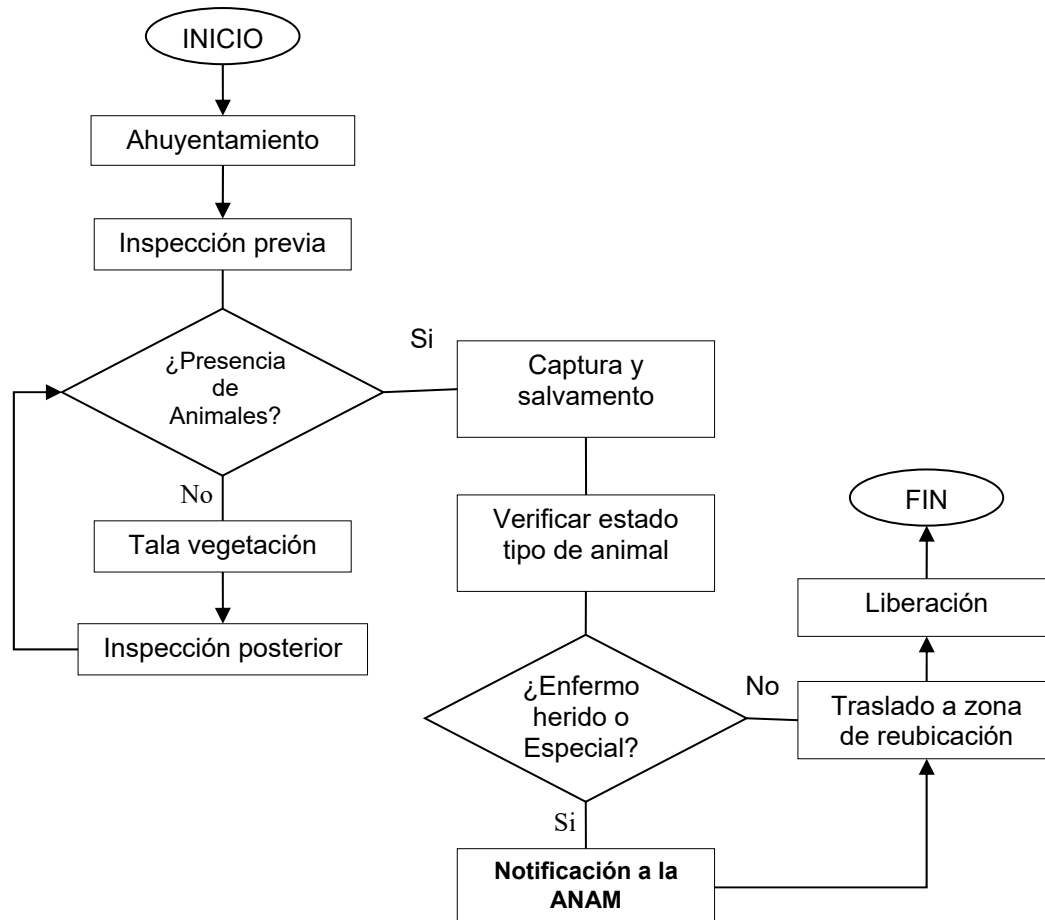 INICIO
Ahuyentamiento
Inspección previa
¿Presencia
de
Animales?
Si
No
Tala vegetación
Inspección posterior
Captura y
salvamento
Verificar estado
tipo de animal
¿Enfermo
herido o
Especial?
No
Si
Notificación a la
ANAM
Traslado a zona
de reubicación
Liberación
FIN